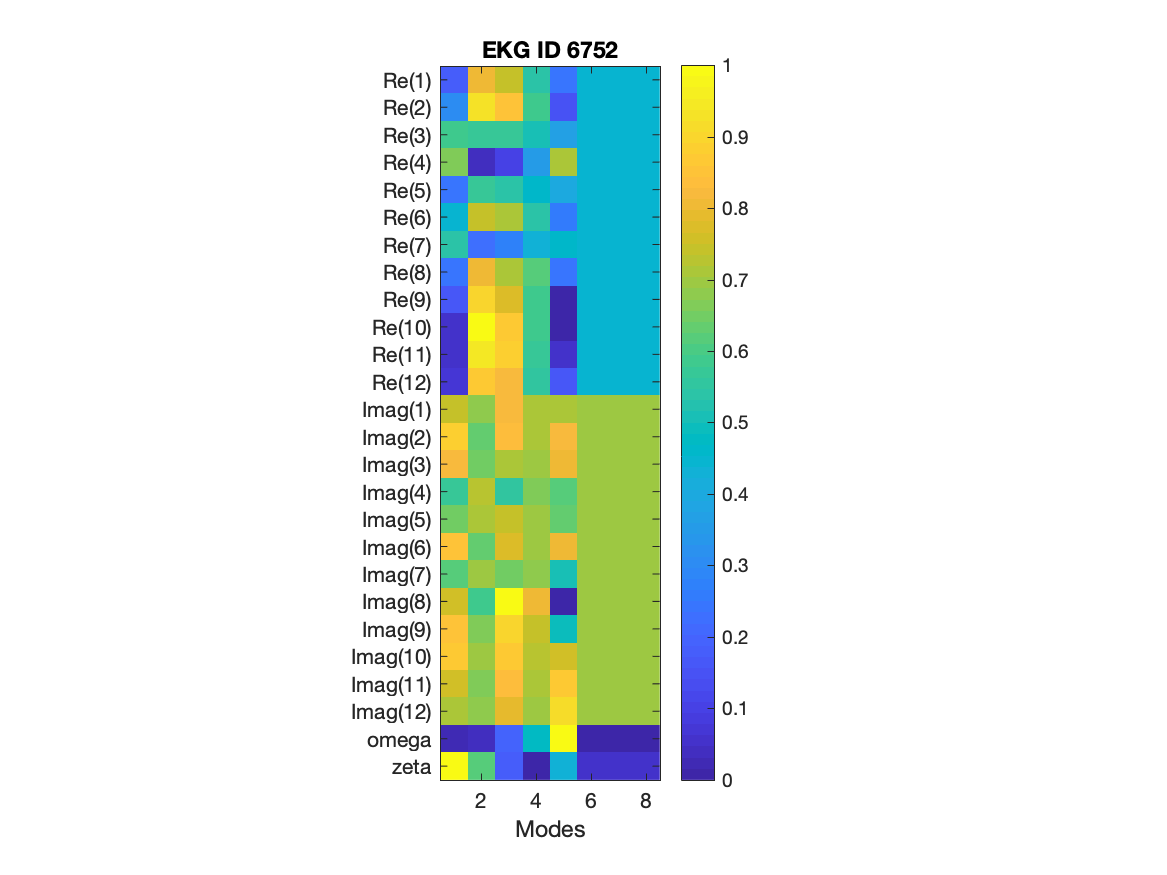 EKG ID 6752
Re(1)
Re(2)
Re(3)
Re(4)
Re(5)
Re(6)
Re(7)
Re(8)
Re(9)
Re(10)
Re(11)
Re(12)
Imag(1)
Imag(2)
Imag(3)
Imag(4)
Imag(5)
Imag(6)
Imag(7)
Imag(8)
Imag(9)
Imag(10)
Imag(11)
Imag(12)
omega
zeta
2 4 6 8
Modes
1
0.9
0.8
0.7
0.6
0.5
0.4
0.3
0.2
0.1
0